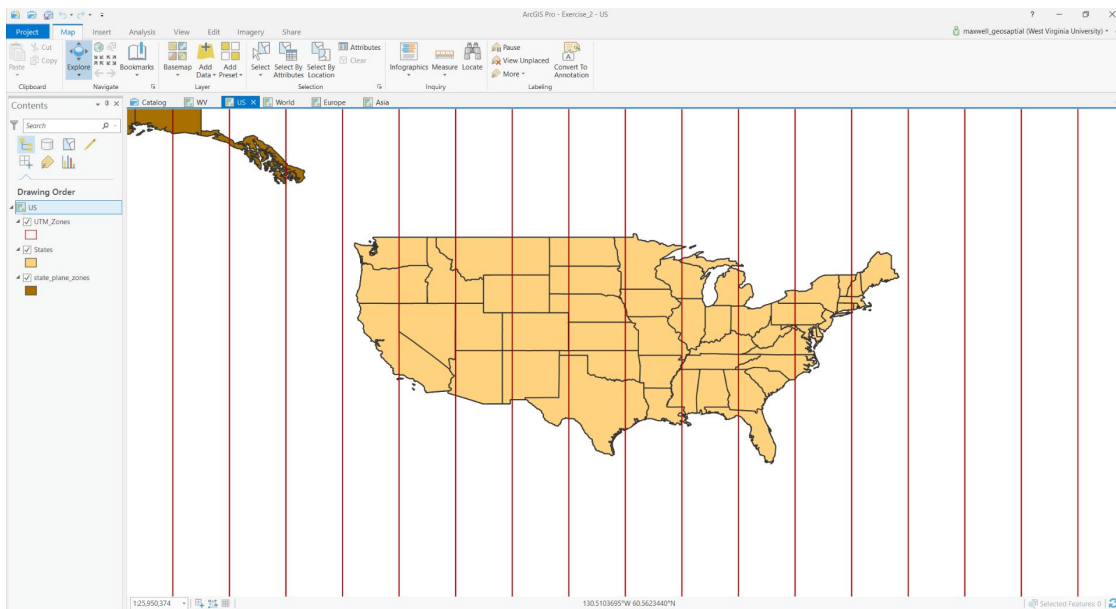 ArcGIS Pro - Exercise_2 - US
?
Project Map Insert Analysis View Edit Imagery Share
maxwell_geosaptial (West Virginia University)
Paste
Cut
Copy
Clipboard
Explore
Bookmarks
Navigate
Basemap
Add Data
Add Preset
Layer
Select
Select By Attributes
Select By Location
Attributes
Clear
Selection
Infographics
Measure
Locate
Inquiry
Pause
View Unplaced
More
Convert To Annotation
Labeling
Contents
Catalog WV US World Europe Asia
Search
Drawing Order
US
UTM_Zones
States
state_plane_zones
1:25,950,374
130.5103695°W 60.5623440°N
Selected Features: 0